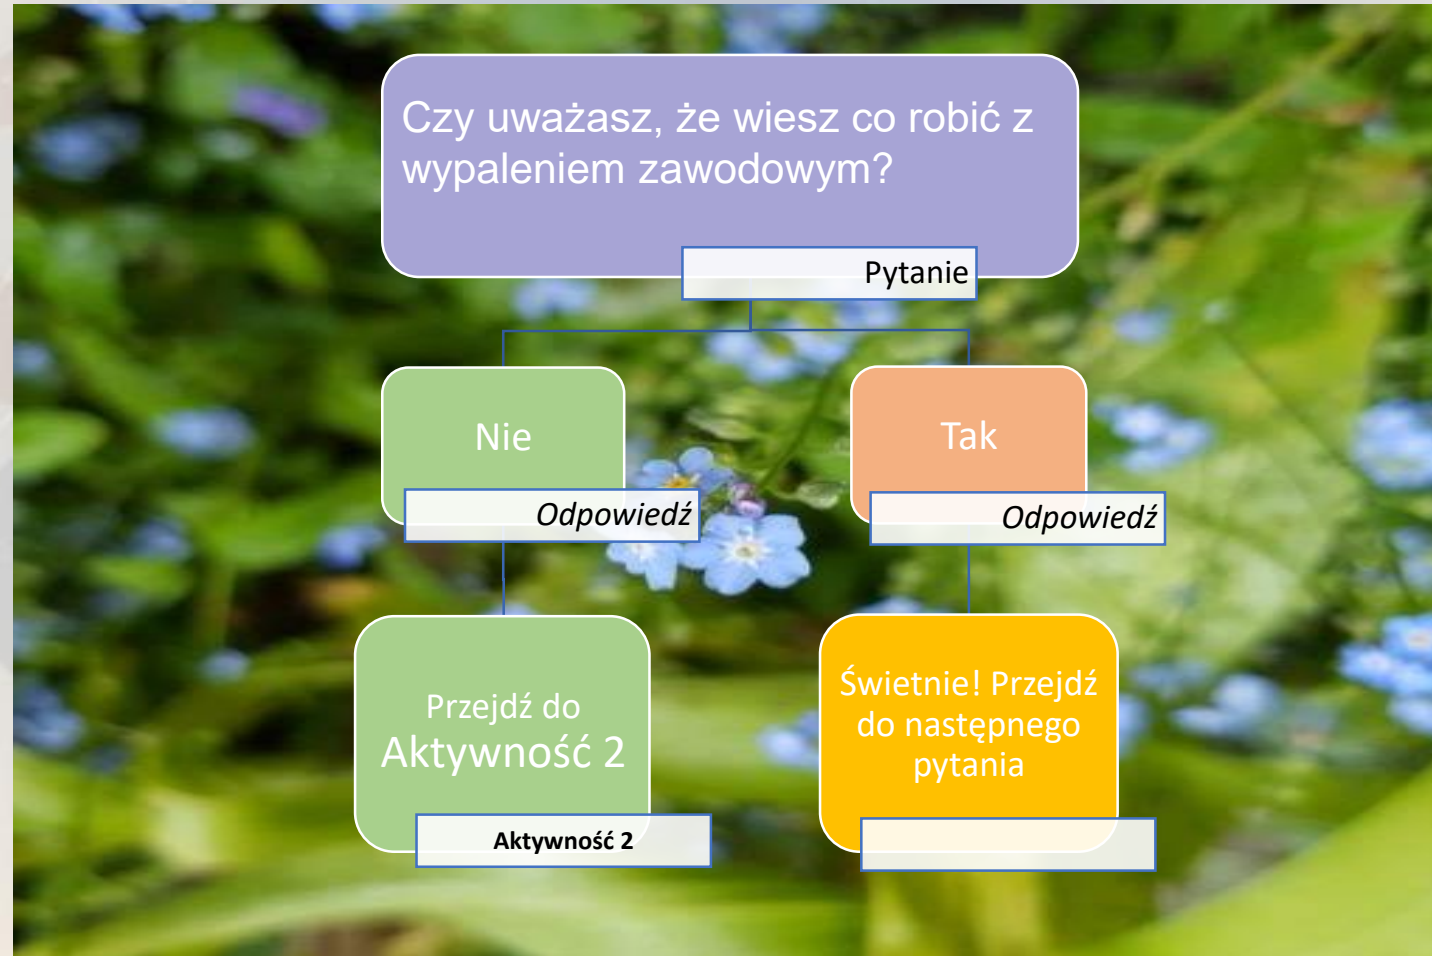 Czy uważasz, że wiesz co robić z
wypaleniem zawodowym?
Pytanie
Nie
Odpowiedź
Tak
Odpowiedź
Przejdź do
Aktywność 2
Aktywność 2
Świetnie! Przejdź
do następnego
pytania